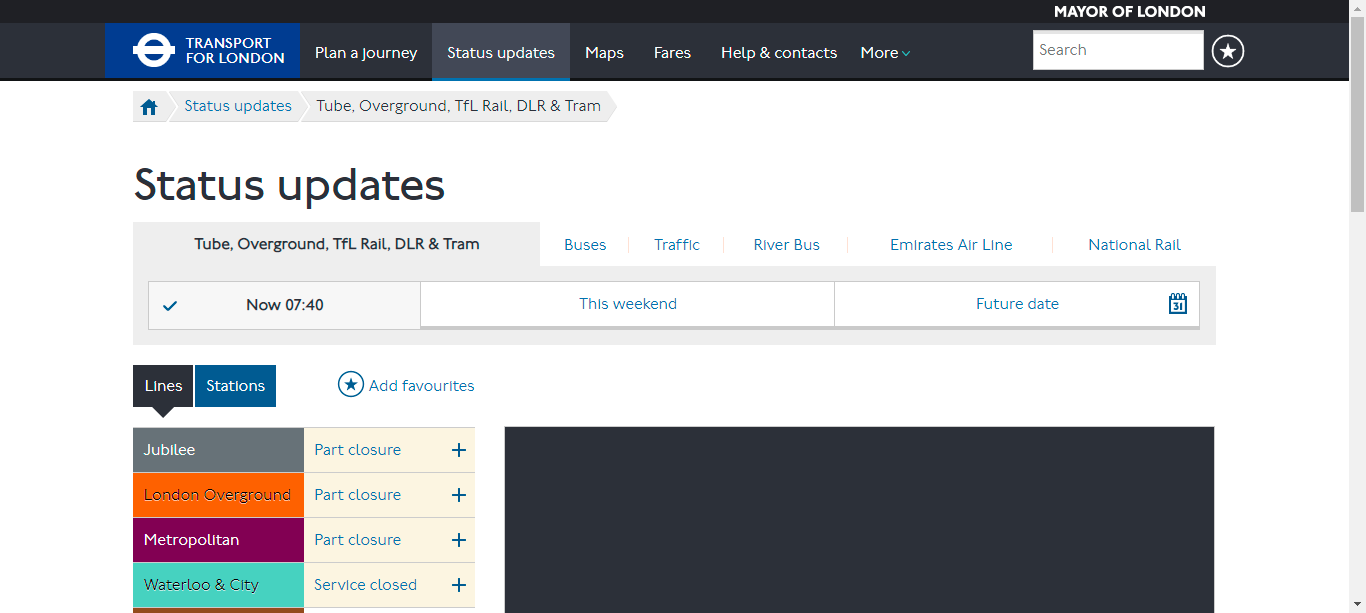 MAYOR OF LONDON
TRANSPORT
FOR LONDON
Plan a journey
Status updates
Maps
Fares
Help & contacts
More
Search
Status updates
Tube, Overground, TfL Rail, DLR & Tram
Status updates
Tube, Overground, TfL Rail, DLR & Tram
Buses
Traffic
River Bus
Emirates Air Line
National Rail
Now 07:40
This weekend
Future date
31
Lines
Stations
Add favourites
Jubilee
Part closure
London Overground
Part closure
Metropolitan
Part closure
Waterloo & City
Service closed